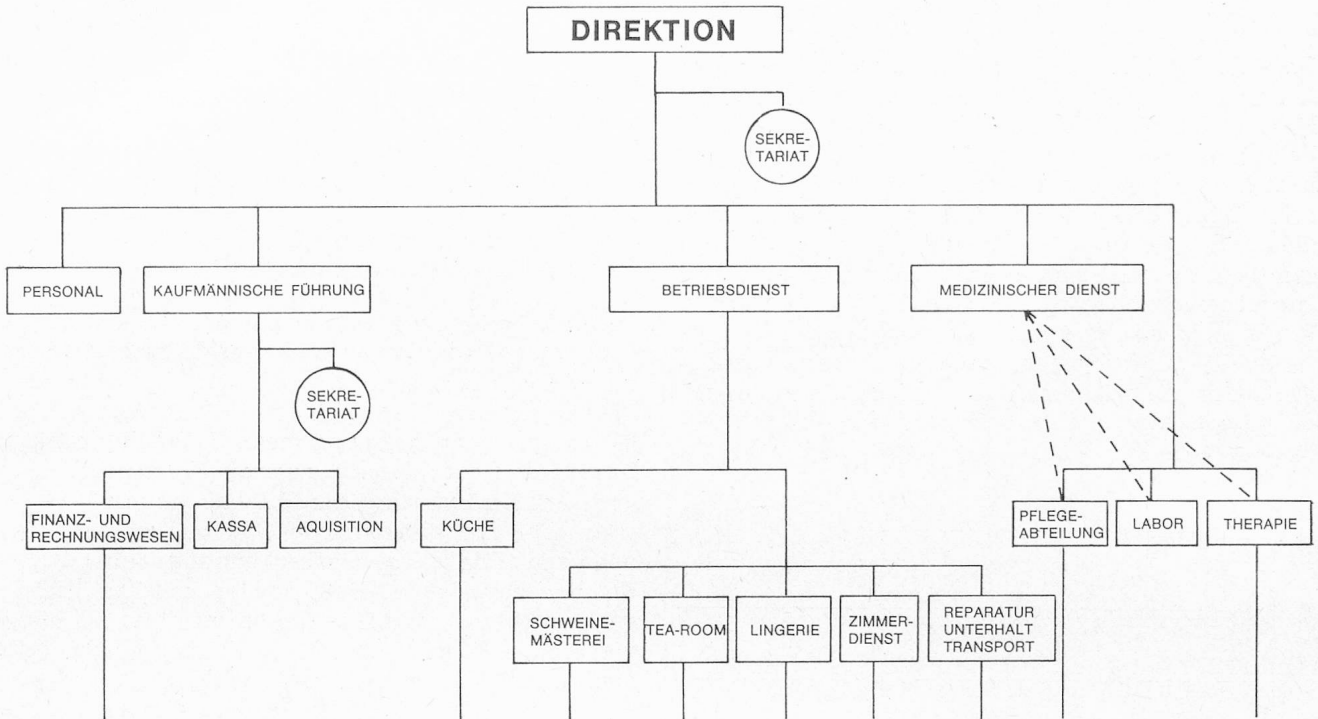 DIREKTION
SEKRE-
TARIAT
PERSONAL
KAUFMÄNNISCHE FÜHRUNG
BETRIEBSDIENST
MEDIZINISCHER DIENST
SEKRE-
TARIAT
FINANZ- UND
RECHNUNGSWESEN
KASSA
AQUISITION
KÜCHE
PFLEGE-
ABTEILUNG
LABOR
THERAPIE
SCHWEINE-
MÄSTEREI
TEA-ROOM
LINGERIE
ZIMMER-
DIENST
REPARATUR
UNTERHALT
TRANSPORT